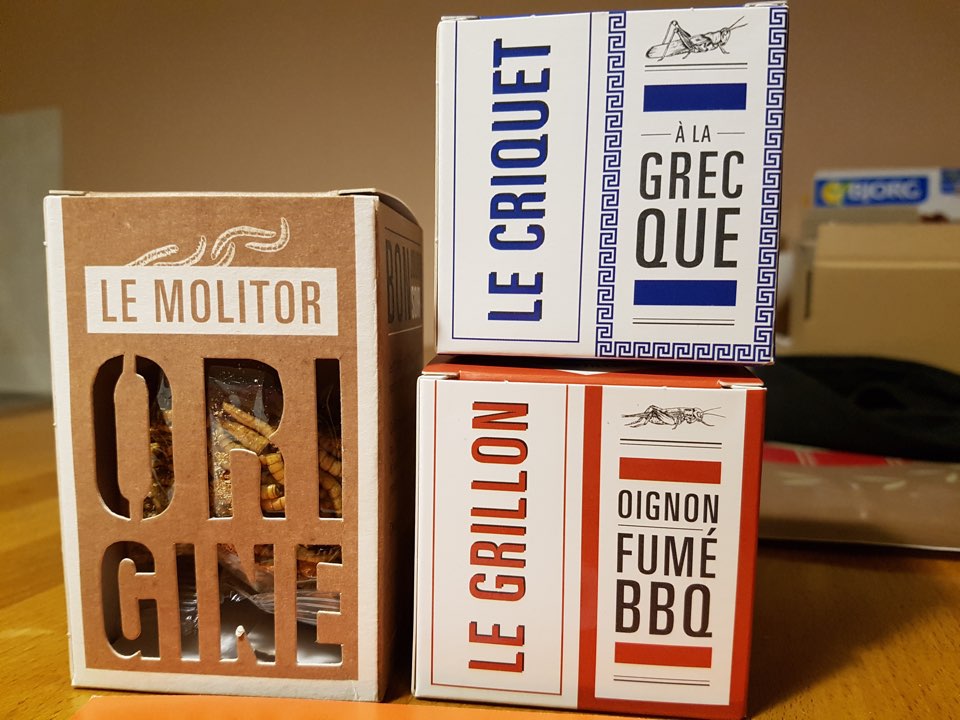 LE MOLITOR
ORI
GINE
LE CRIQUET
À LA
GREC
QUE
LE GRILLON
OIGNON
FUMÉ
BBQ
BJORG